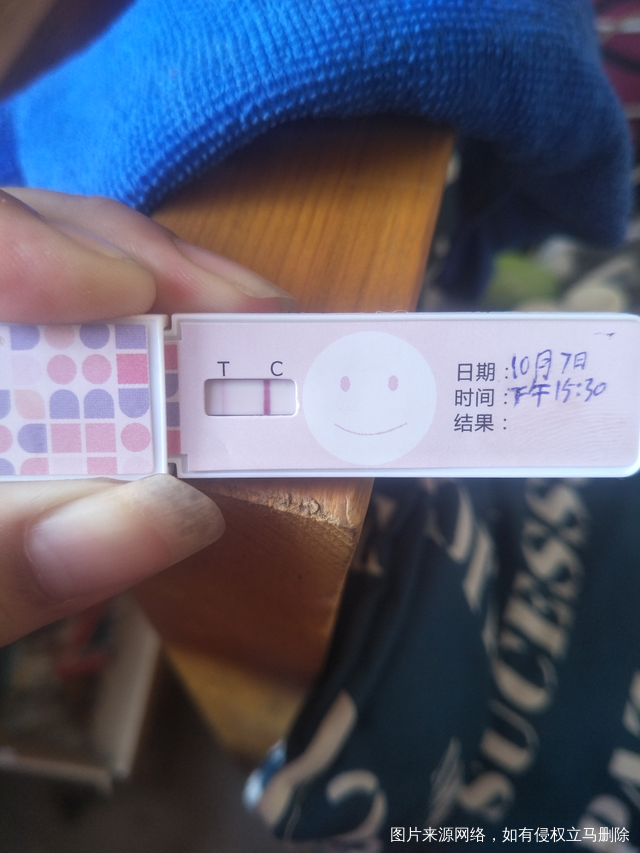 T C
日期：10月7日
时间：下午15:30
结果：
SUCCESS
图片来源网络，如有侵权立马删除